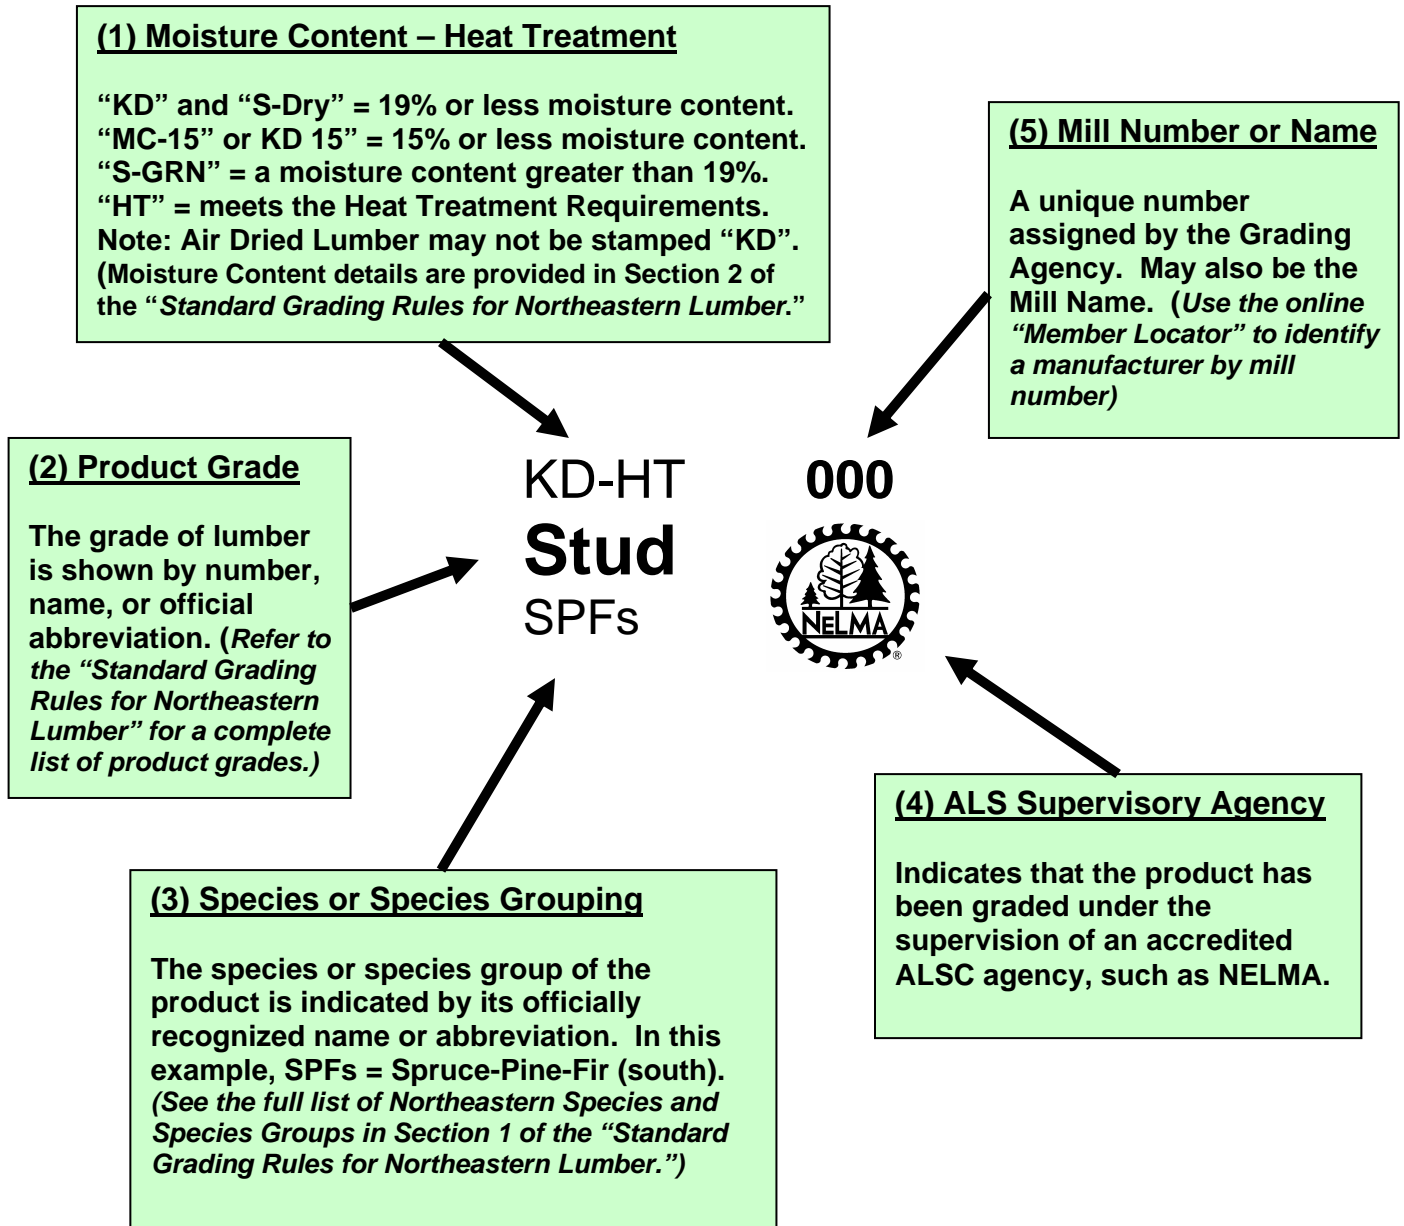 (1) Moisture Content – Heat Treatment
“KD” and “S-Dry” = 19% or less moisture content.
“MC-15” or KD 15” = 15% or less moisture content.
“S-GRN” = a moisture content greater than 19%.
“HT” = meets the Heat Treatment Requirements.
Note: Air Dried Lumber may not be stamped “KD”.
(Moisture Content details are provided in Section 2 of
the “Standard Grading Rules for Northeastern Lumber.”
(5) Mill Number or Name
A unique number
assigned by the Grading
Agency.  May also be the
Mill Name.  (Use the online
“Member Locator” to identify
a manufacturer by mill
number)
(2) Product Grade
The grade of lumber
is shown by number,
name, or official
abbreviation. (Refer to
the “Standard Grading
Rules for Northeastern
Lumber” for a complete
list of product grades.)
KD-HT
Stud
SPFs
000
NELMA
®
(4) ALS Supervisory Agency
Indicates that the product has
been graded under the
supervision of an accredited
ALSC agency, such as NELMA.
(3) Species or Species Grouping
The species or species group of the
product is indicated by its officially
recognized name or abbreviation.  In this
example, SPFs = Spruce-Pine-Fir (south).
(See the full list of Northeastern Species and
Species Groups in Section 1 of the “Standard
Grading Rules for Northeastern Lumber.”)